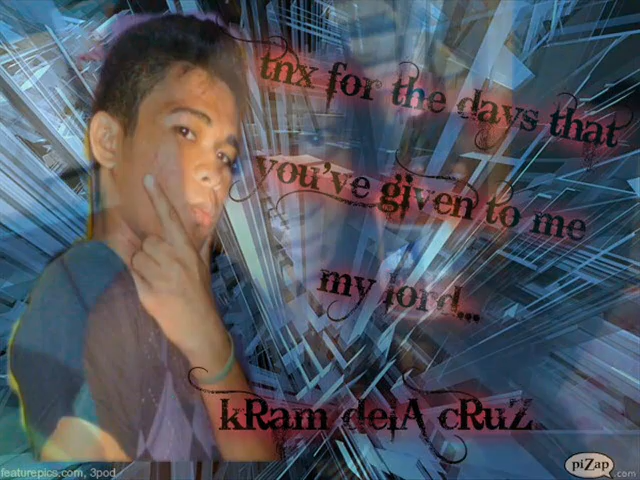 tnx for the days that
you've given to me
my lord...
kRam delA cRuZ
featurepics.com, 3pod
piZap.com